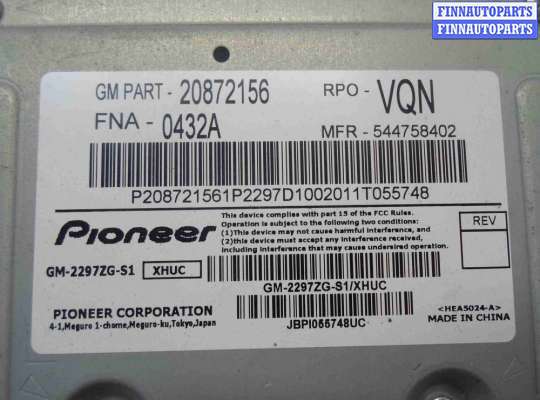 FINNAUTOPARTS
FINNAUTOPARTS
GM PART - 20872156
RPO - VQN
FNA - 0432A
MFR - 544758402
P208721561P2297D1002011T055748
Pioneer
This device complies with part 15 of the FCC Rules.
Operation is subject to the following two conditions:
(1)This device may not cause harmful interference, and
(2)this device must accept any interference received,
including interference that may cause undersired operation.
REV
GM-2297ZG-S1 XHUC
GM-2297ZG-S1/XHUC
PIONEER CORPORATION
4-1,Meguro 1-chome,Meguro-ku,Tokyo,Japan
JBPI055748UC
<HEA5024-A>
MADE IN CHINA